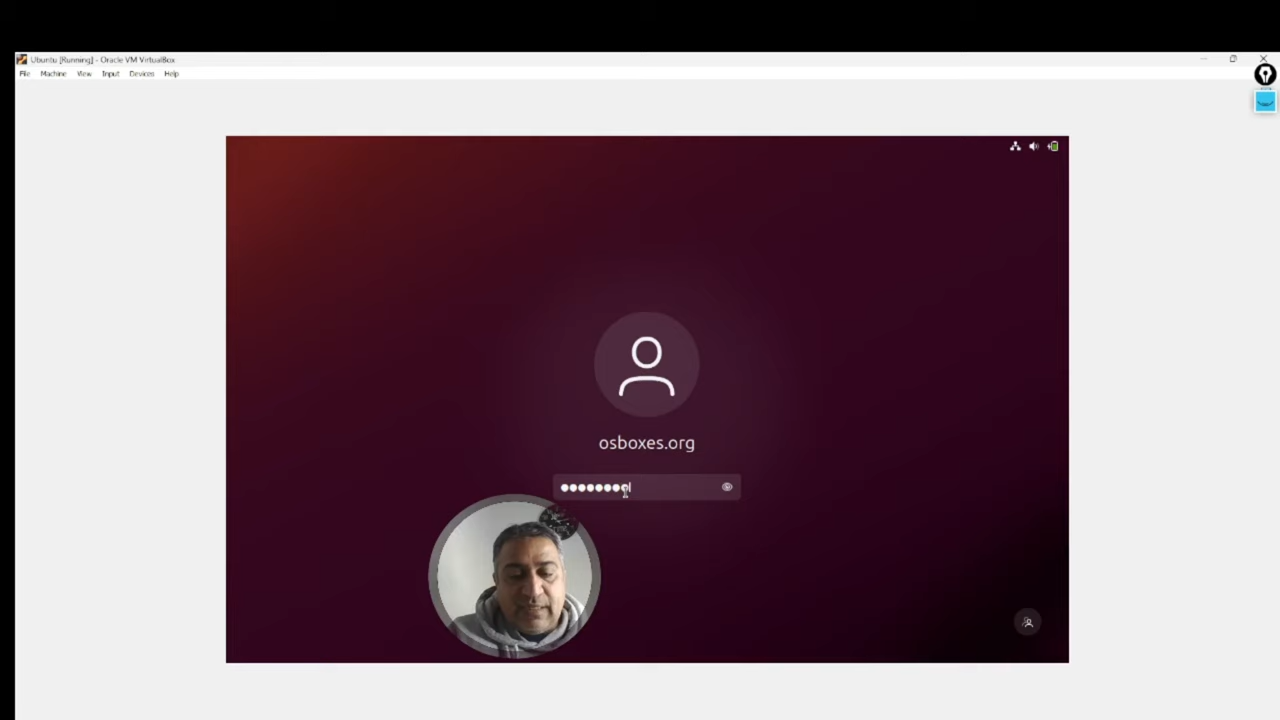 Ubuntu [Running] - Oracle VM VirtualBox
File Machine View Input Devices Help
osboxes.org